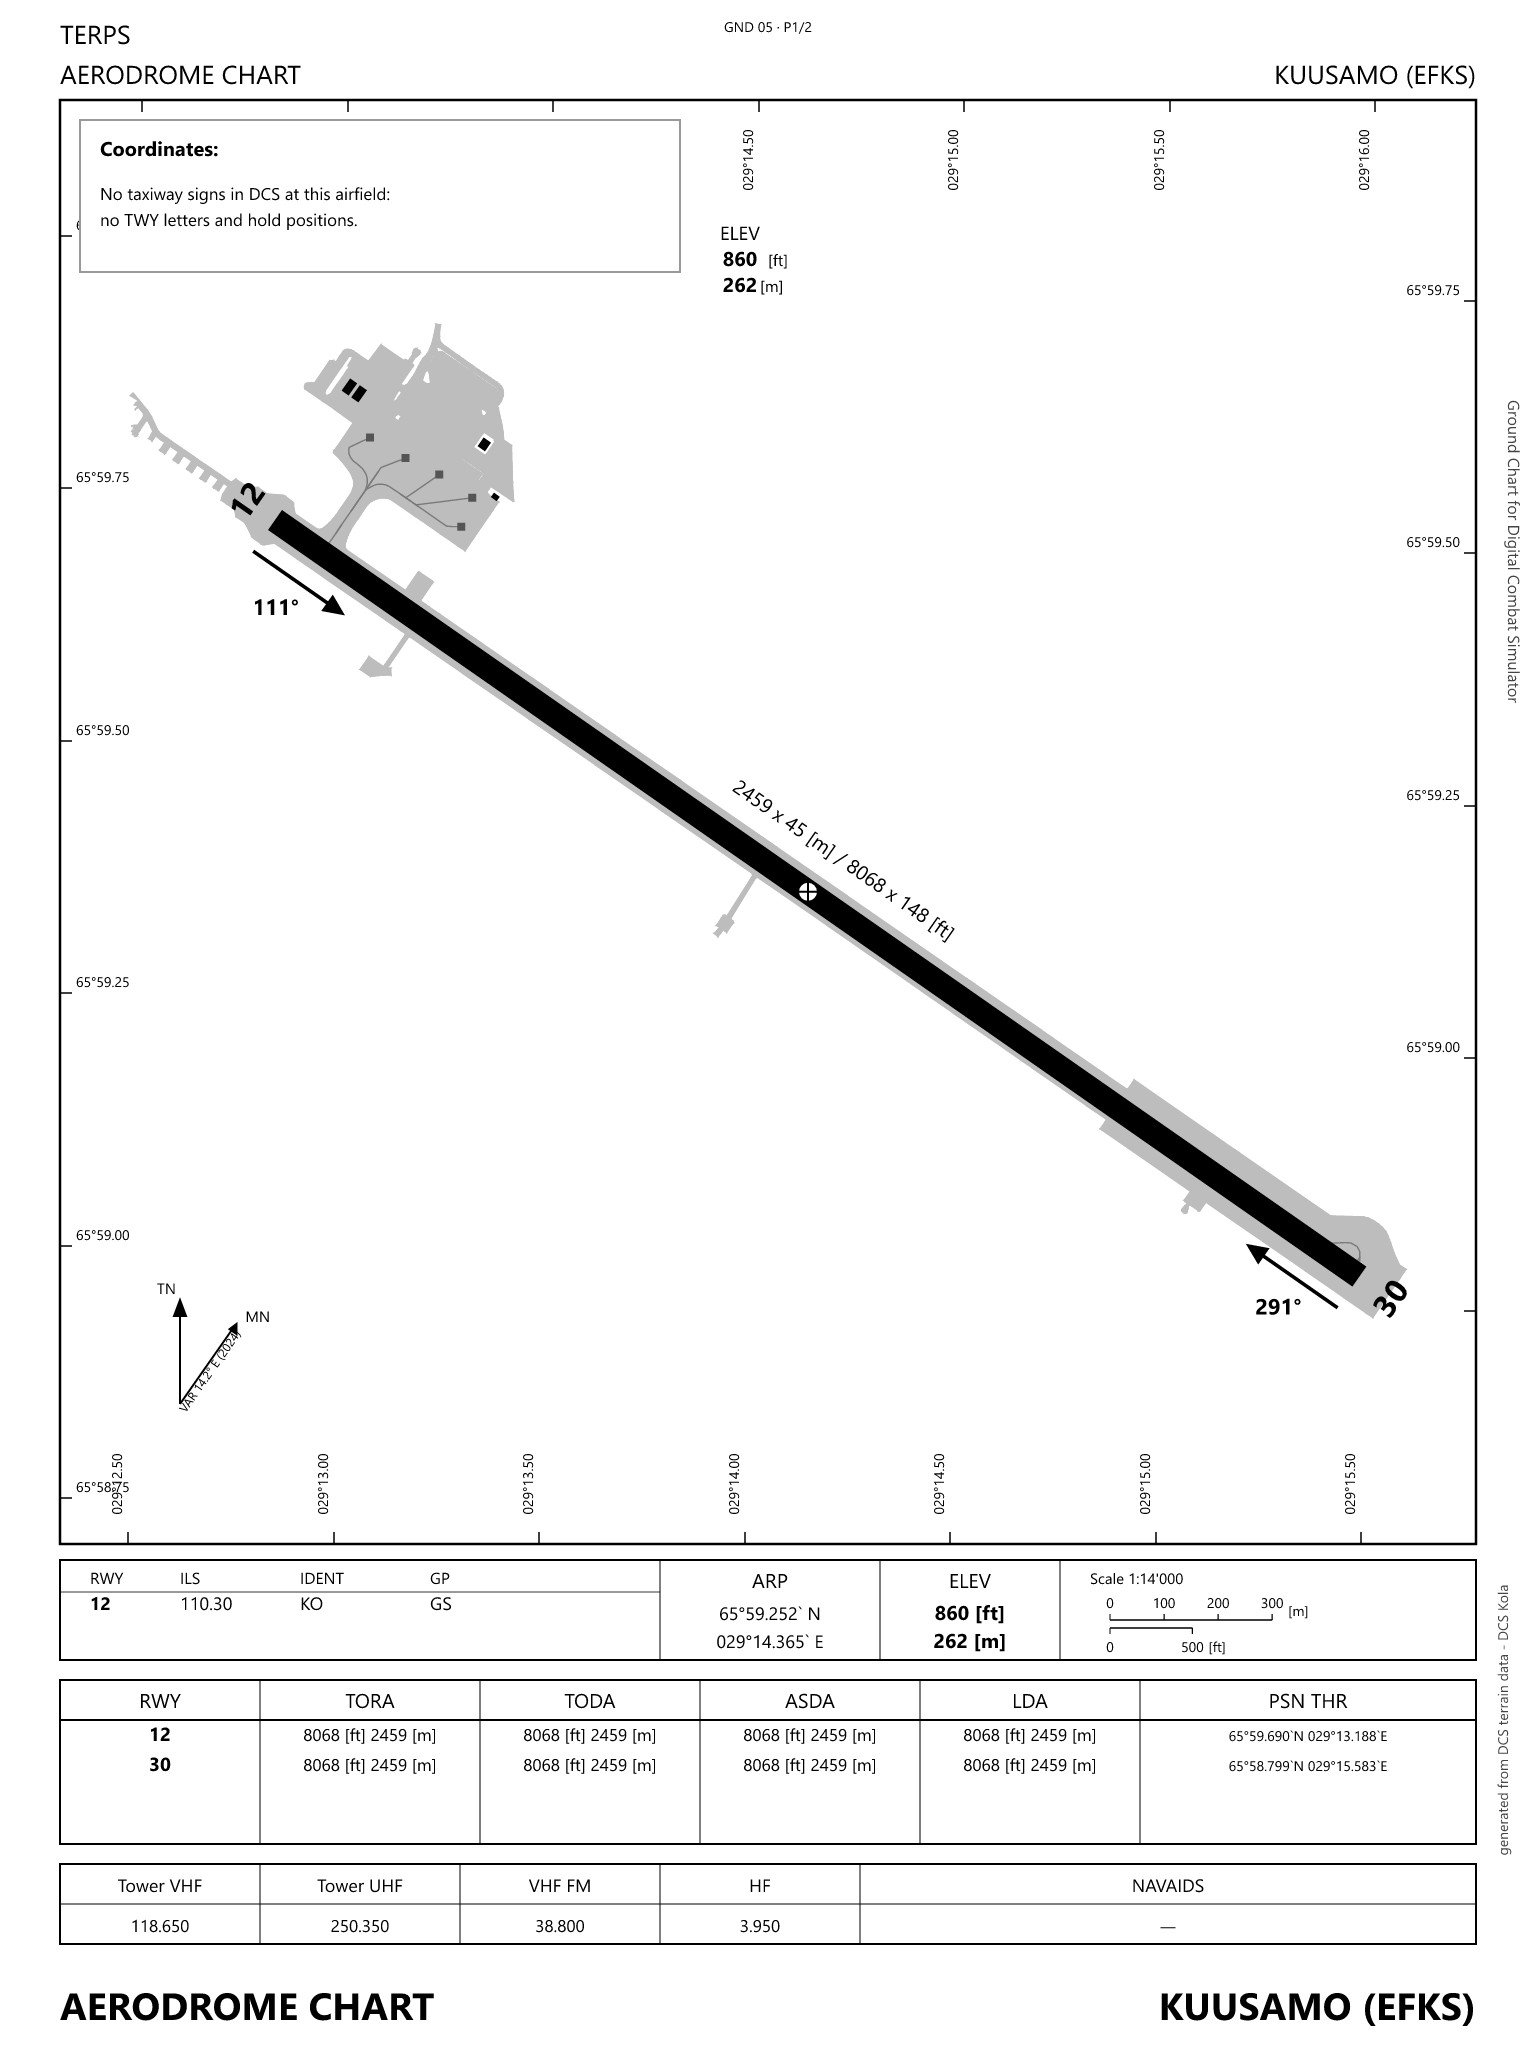 GND 05 · P1/2
TERPS
AERODROME CHART
KUUSAMO (EFKS)
Coordinates:
No taxiway signs in DCS at this airfield:
no TWY letters and hold positions.
029°14.50
029°15.00
029°15.50
029°16.00
ELEV
860 [ft]
262 [m]
65°59.75
65°59.75
65°59.50
65°59.50
65°59.25
65°59.25
65°59.00
65°59.00
65°58.75
12
111°
2459 x 45 [m] / 8068 x 148 [ft]
291°
30
TN
MN
VAR 14.2° E (2024)
029°12.50
029°13.00
029°13.50
029°14.00
029°14.50
029°15.00
029°15.50
RWY ILS IDENT GP
12 110.30 KO GS
ARP
65°59.252` N
029°14.365` E
ELEV
860 [ft]
262 [m]
Scale 1:14'000
0 100 200 300 [m]
0 500 [ft]
RWY TORA TODA ASDA LDA PSN THR
12 8068 [ft] 2459 [m] 8068 [ft] 2459 [m] 8068 [ft] 2459 [m] 8068 [ft] 2459 [m] 65°59.690`N 029°13.188`E
30 8068 [ft] 2459 [m] 8068 [ft] 2459 [m] 8068 [ft] 2459 [m] 8068 [ft] 2459 [m] 65°58.799`N 029°15.583`E
Tower VHF Tower UHF VHF FM HF NAVAIDS
118.650 250.350 38.800 3.950 —
AERODROME CHART
KUUSAMO (EFKS)
Ground Chart for Digital Combat Simulator
generated from DCS terrain data - DCS Kola